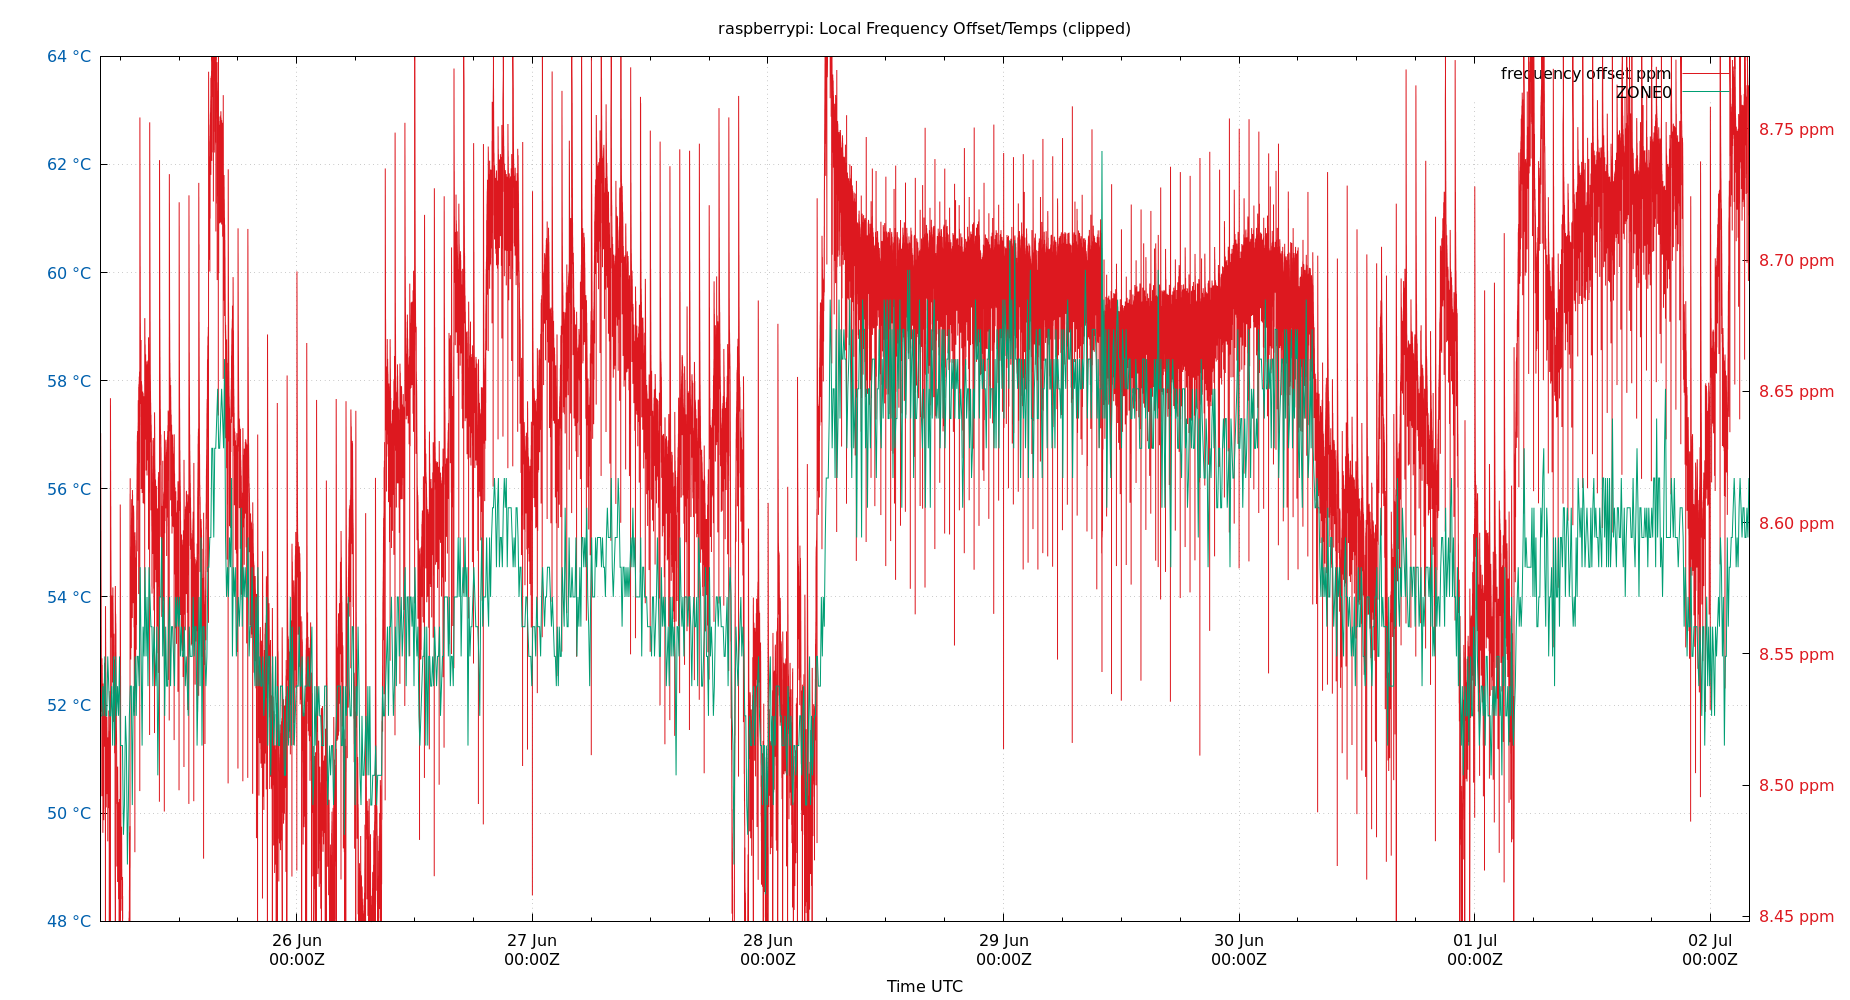 raspberrypi: Local Frequency Offset/Temps (clipped)
frequency offset ppm
ZONE0
64 °C
62 °C
60 °C
58 °C
56 °C
54 °C
52 °C
50 °C
48 °C
8.75 ppm
8.70 ppm
8.65 ppm
8.60 ppm
8.55 ppm
8.50 ppm
8.45 ppm
26 Jun 27 Jun 28 Jun 29 Jun 30 Jun 01 Jul 02 Jul
00:00Z 00:00Z 00:00Z 00:00Z 00:00Z 00:00Z 00:00Z
Time UTC